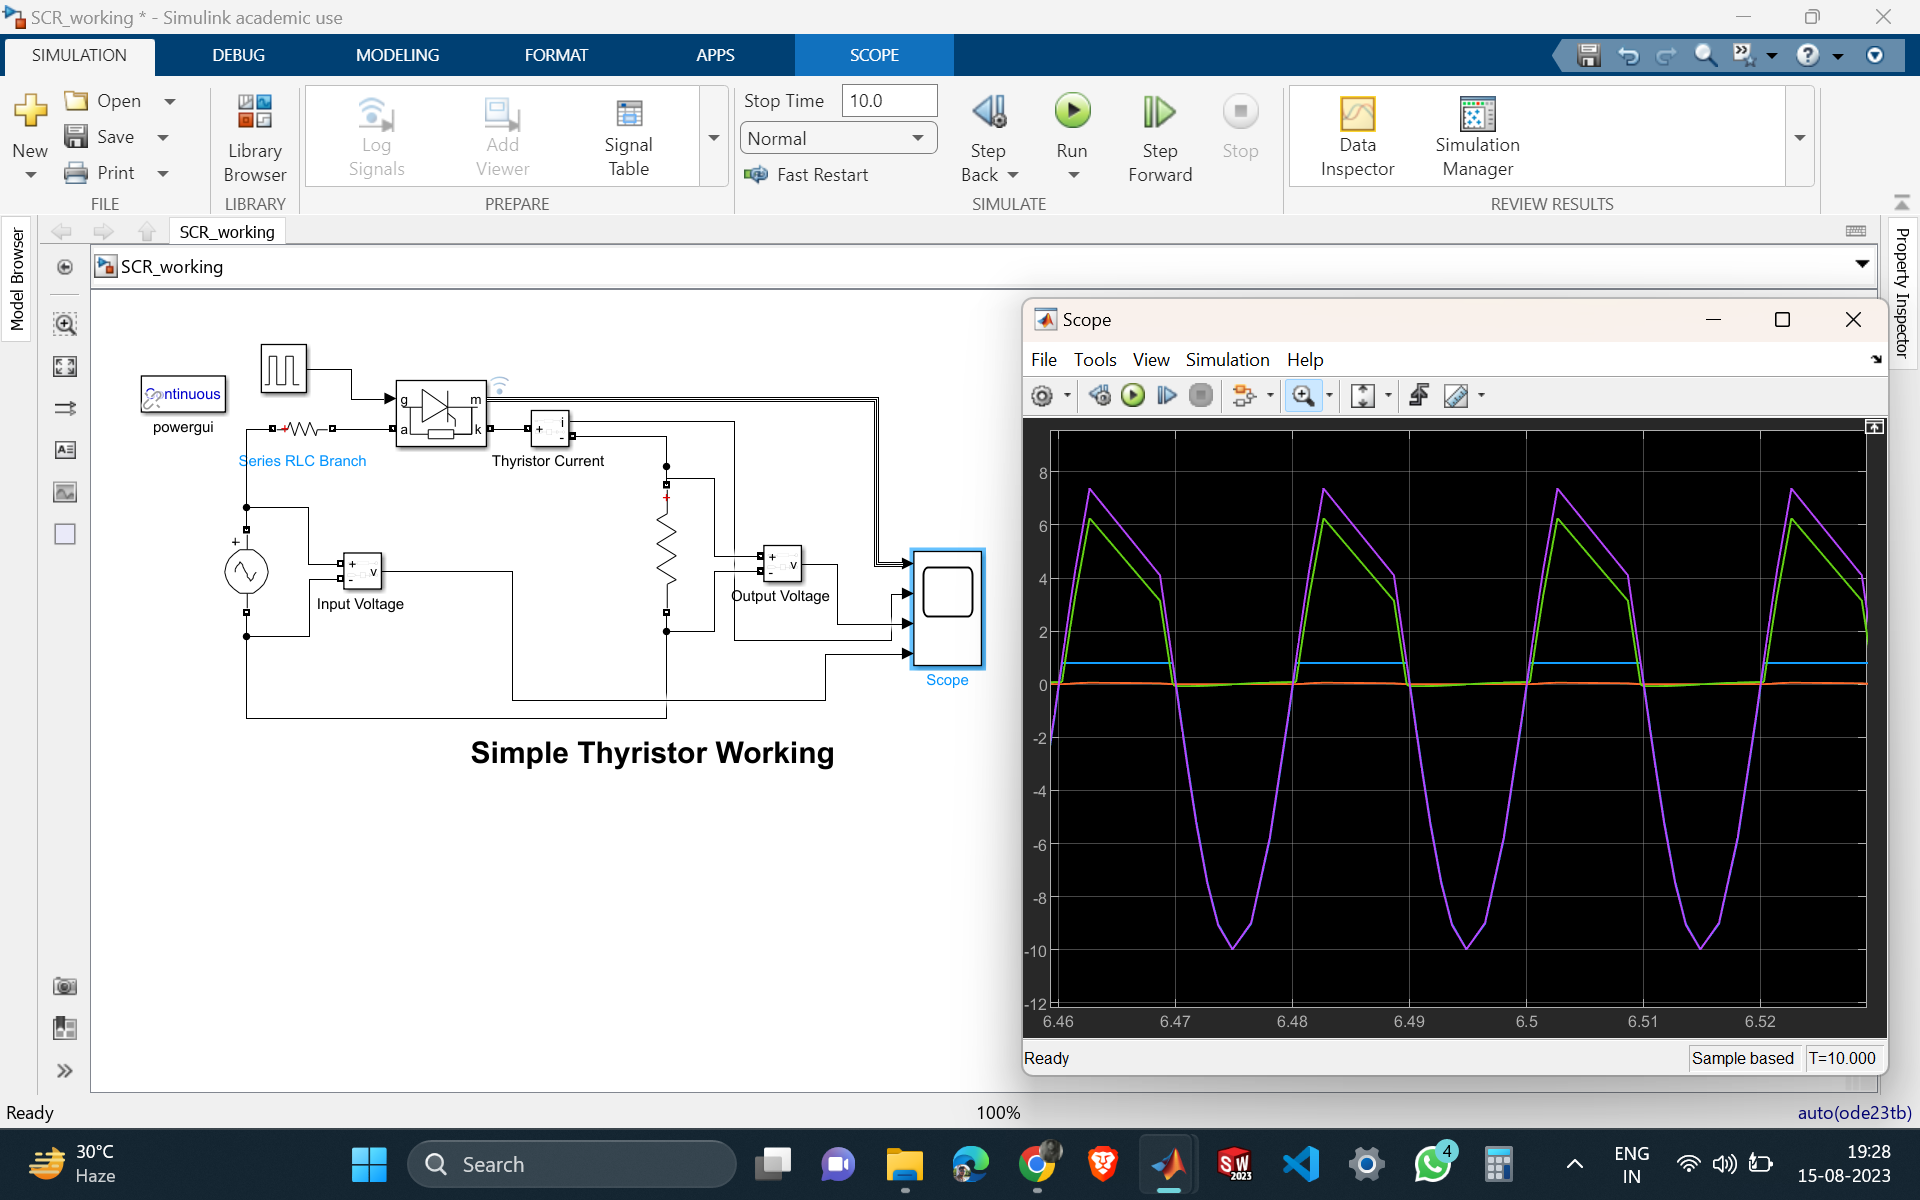 SCR_working * - Simulink academic use
SIMULATION DEBUG MODELING FORMAT APPS SCOPE
New
Open
Save
Print
FILE
Library
Browser
LIBRARY
Log
Signals
Add
Viewer
Signal
Table
PREPARE
Stop Time 10.0
Normal
Fast Restart
Step
Back
Run
Step
Forward
Stop
SIMULATE
Data
Inspector
Simulation
Manager
REVIEW RESULTS
Model Browser
Property Inspector
SCR_working
SCR_working
Continuous
powergui
g m
a k
Series RLC Branch
+ i
-
Thyristor Current
+
+ v
-
Input Voltage
+
+ v
-
Output Voltage
Scope
Simple Thyristor Working
Scope
File Tools View Simulation Help
8
6
4
2
0
-2
-4
-6
-8
-10
-12
6.46 6.47 6.48 6.49 6.5 6.51 6.52
Ready Sample based T=10.000
Ready 100% auto(ode23tb)
30°C
Haze
Search
SW
2023
4
ENG
IN
19:28
15-08-2023